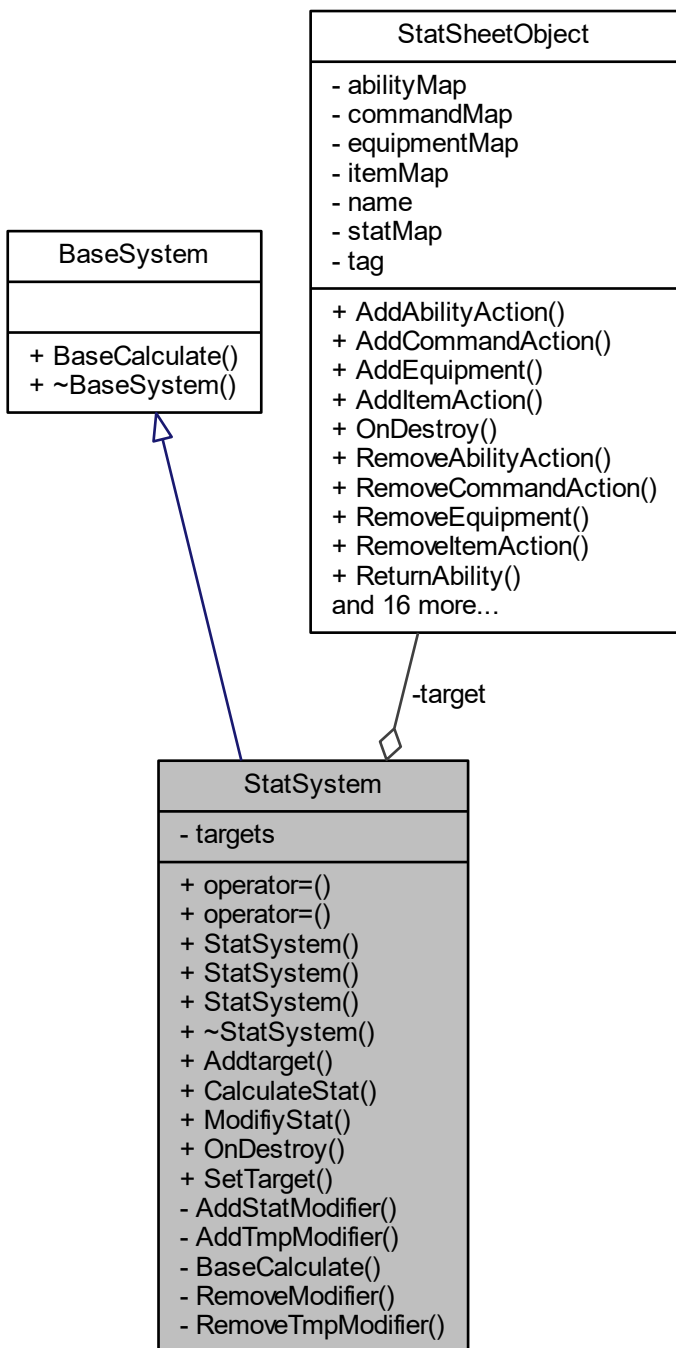 StatSheetObject
- abilityMap
- commandMap
- equipmentMap
- itemMap
- name
- statMap
- tag
+ AddAbilityAction()
+ AddCommandAction()
+ AddEquipment()
+ AddItemAction()
+ OnDestroy()
+ RemoveAbilityAction()
+ RemoveCommandAction()
+ RemoveEquipment()
+ RemoveItemAction()
+ ReturnAbility()
and 16 more...
BaseSystem
+ BaseCalculate()
+ ~BaseSystem()
-target
StatSystem
- targets
+ operator=()
+ operator=()
+ StatSystem()
+ StatSystem()
+ StatSystem()
+ ~StatSystem()
+ Addtarget()
+ CalculateStat()
+ ModifiyStat()
+ OnDestroy()
+ SetTarget()
- AddStatModifier()
- AddTmpModifier()
- BaseCalculate()
- RemoveModifier()
- RemoveTmpModifier()